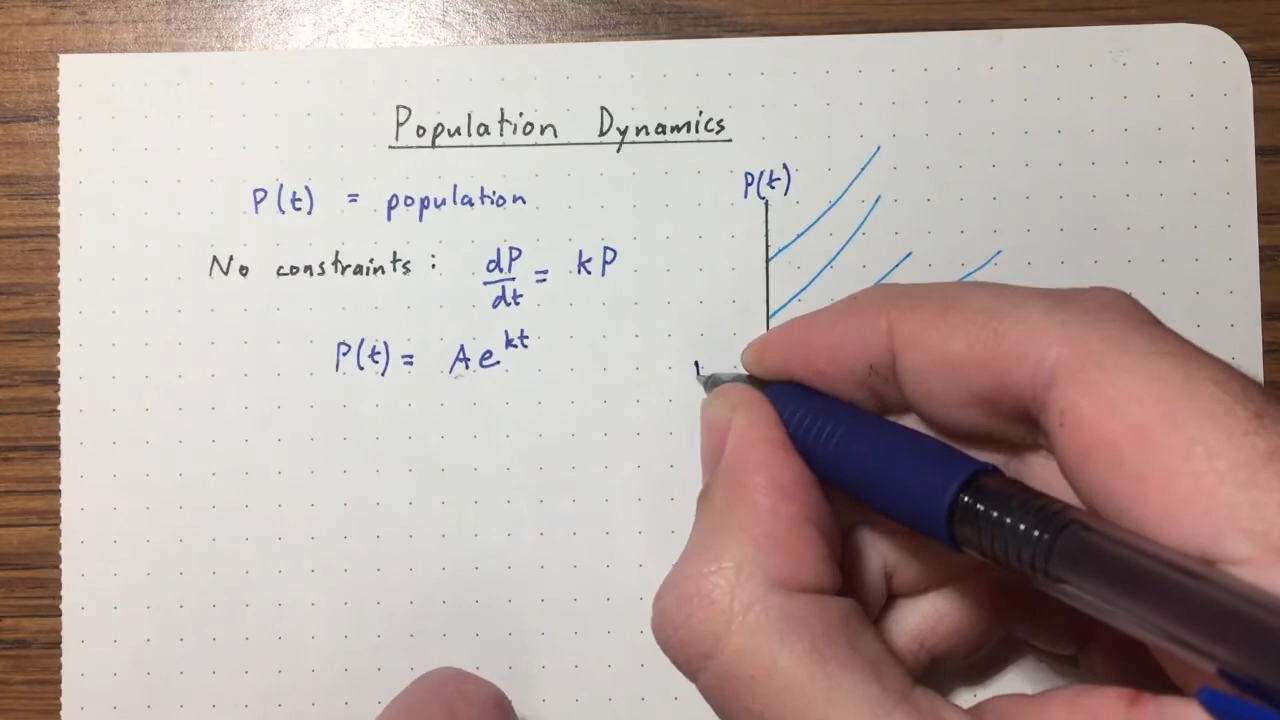 Population Dynamics
P(t) = population
No constraints: dP/dt = kP
P(t) = Ae^kt
P(t)